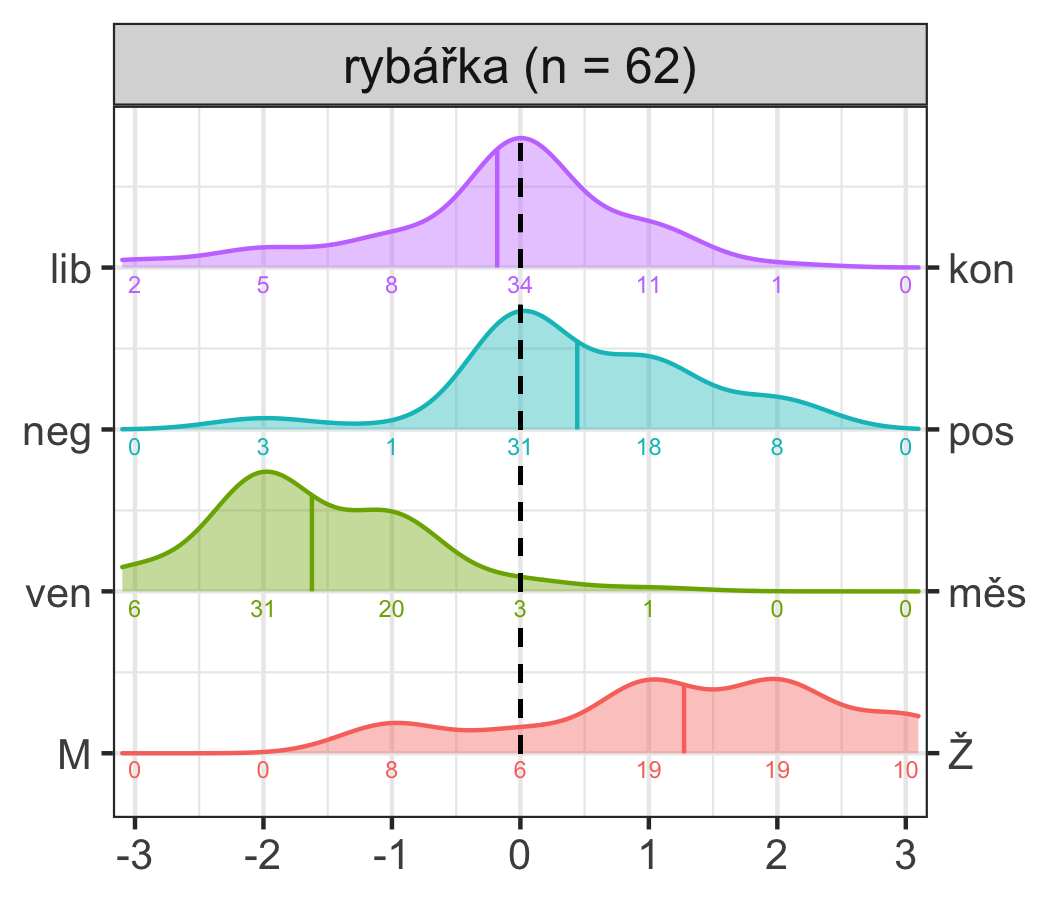 rybářka (n = 62)
lib kon
2 5 8 34 11 1 0
neg pos
0 3 1 31 18 8 0
ven měs
6 31 20 3 1 0 0
M Ž
0 0 8 6 19 19 10
-3 -2 -1 0 1 2 3